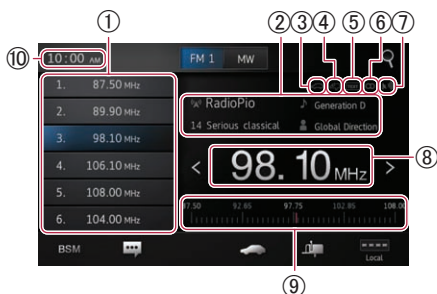 ① ② ③ ④ ⑤ ⑥ ⑦
⑩ 10:00 AM
FM 1 MW
1. 87.50 MHz
2. 89.90 MHz
3. 98.10 MHz
4. 106.10 MHz
5. 108.00 MHz
6. 104.00 MHz
RadioPio Generation D
14 Serious classical Global Direction
< 98.10 MHz > ⑧
87.50 92.65 97.75 102.85 108.00
BSM Local
⑨